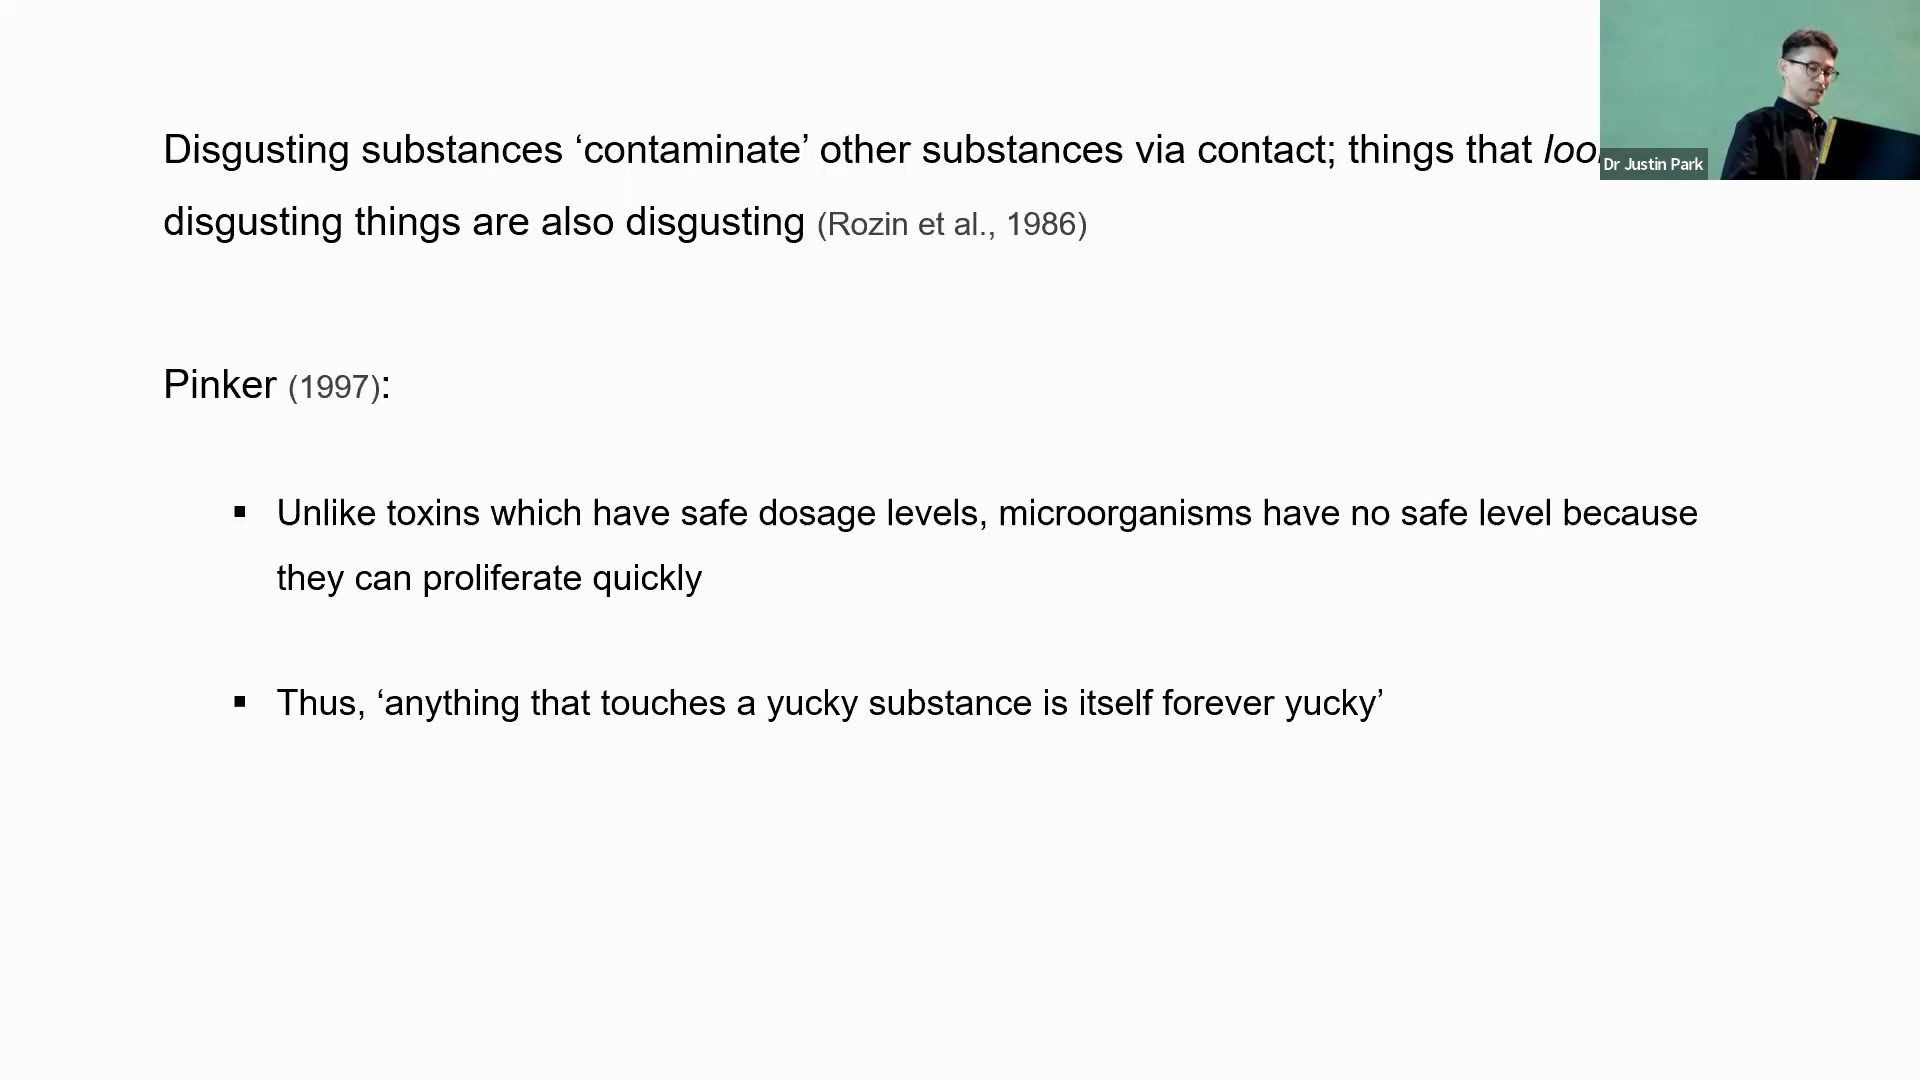 Disgusting substances ‘contaminate’ other substances via contact; things that
disgusting things are also disgusting (Rozin et al., 1986)
Dr Justin Park
Pinker (1997):
▪ Unlike toxins which have safe dosage levels, microorganisms have no safe level because
they can proliferate quickly
▪ Thus, ‘anything that touches a yucky substance is itself forever yucky’